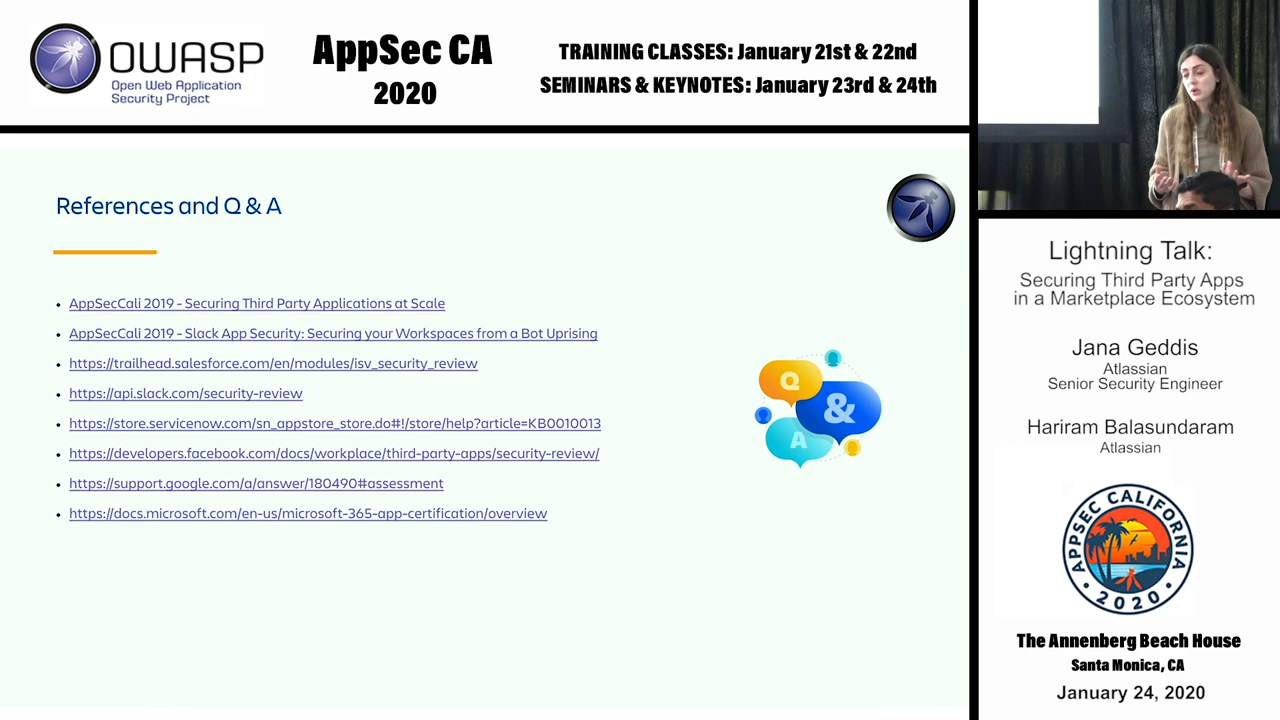 OWASP
Open Web Application
Security Project
AppSec CA
2020
TRAINING CLASSES: January 21st & 22nd
SEMINARS & KEYNOTES: January 23rd & 24th
References and Q & A
• AppSecCali 2019 - Securing Third Party Applications at Scale
• AppSecCali 2019 - Slack App Security: Securing your Workspaces from a Bot Uprising
• https://trailhead.salesforce.com/en/modules/isv_security_review
• https://api.slack.com/security-review
• https://store.servicenow.com/sn_appstore_store.do#!/store/help?article=KB0010013
• https://developers.facebook.com/docs/workplace/third-party-apps/security-review/
• https://support.google.com/a/answer/180490#assessment
• https://docs.microsoft.com/en-us/microsoft-365-app-certification/overview
Q
&
A
Lightning Talk:
Securing Third Party Apps
in a Marketplace Ecosystem
Jana Geddis
Atlassian
Senior Security Engineer
Hariram Balasundaram
Atlassian
APPSEC CALIFORNIA
• 2020 •
The Annenberg Beach House
Santa Monica, CA
January 24, 2020